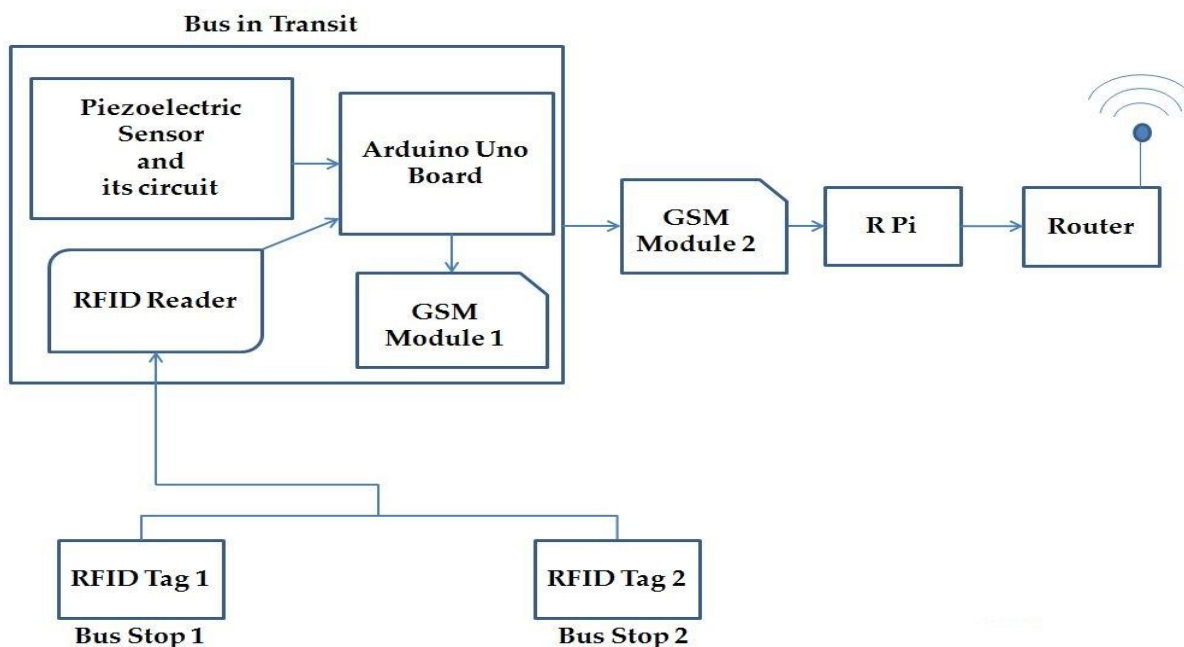 Bus in Transit
Piezoelectric
Sensor
and
its circuit
Arduino Uno
Board
RFID Reader
GSM
Module 1
GSM
Module 2
R Pi
Router
RFID Tag 1
Bus Stop 1
RFID Tag 2
Bus Stop 2